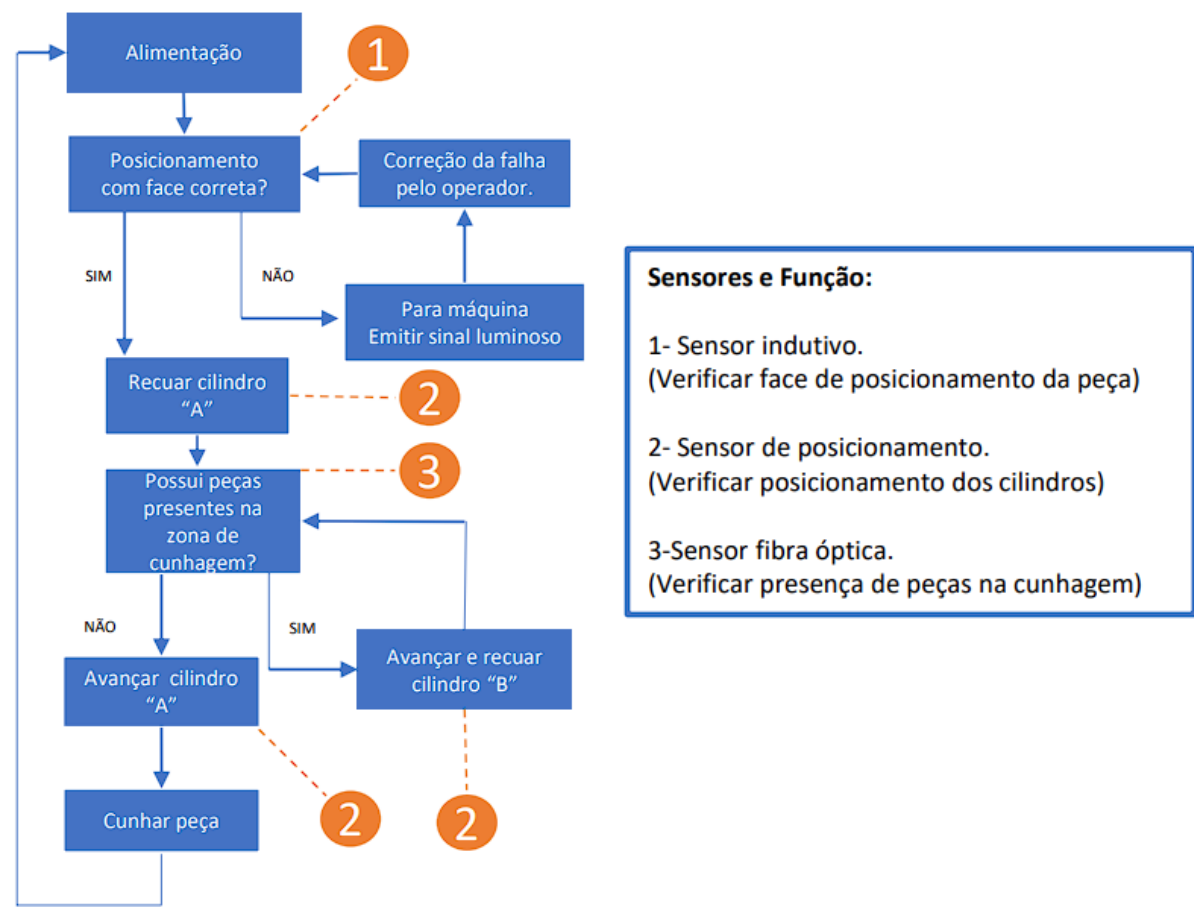 Alimentação
1
Posicionamento
com face correta?
Correção da falha
pelo operador.
SIM
NÃO
Para máquina
Emitir sinal luminoso
Recuar cilindro
“A”
2
3
Possui peças
presentes na
zona de
cunhagem?
NÃO
SIM
Avançar cilindro
“A”
Avançar e recuar
cilindro “B”
Cunhar peça
2
2
Sensores e Função:
1- Sensor indutivo.
(Verificar face de posicionamento da peça)
2- Sensor de posicionamento.
(Verificar posicionamento dos cilindros)
3-Sensor fibra óptica.
(Verificar presença de peças na cunhagem)